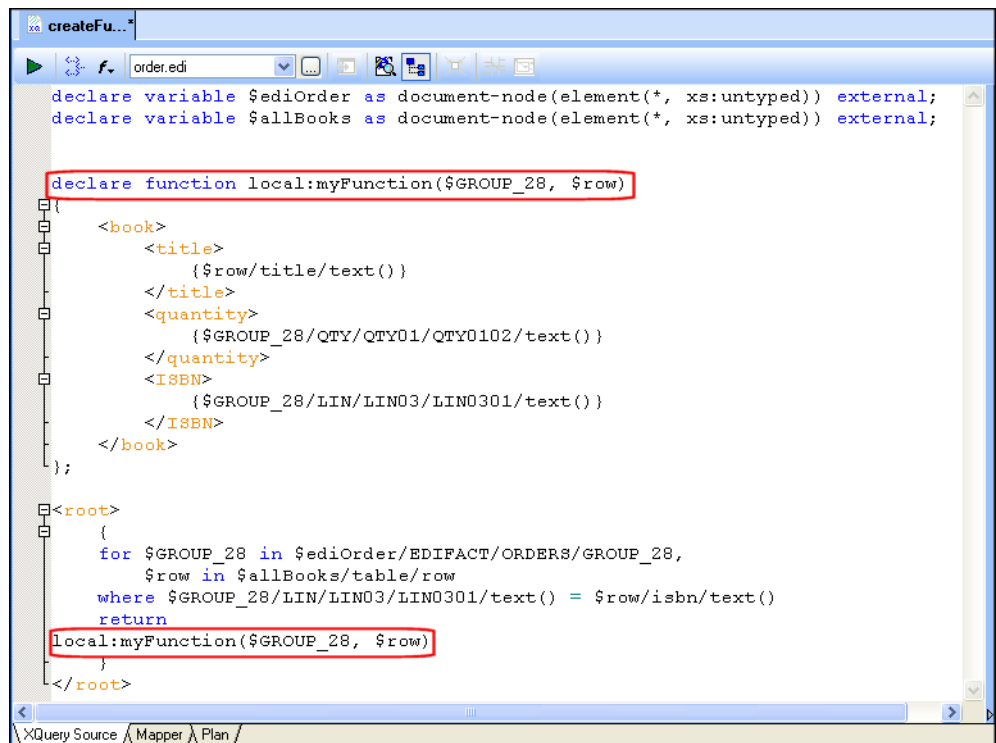 createFu...*
order.edi
declare variable $ediOrder as document-node(element(*, xs:untyped)) external;
declare variable $allBooks as document-node(element(*, xs:untyped)) external;
declare function local:myFunction($GROUP_28, $row)
{
<book>
<title>
{$row/title/text()}
</title>
<quantity>
{$GROUP_28/QTY/QTY01/QTY0102/text()}
</quantity>
<ISBN>
{$GROUP_28/LIN/LIN03/LIN0301/text()}
</ISBN>
</book>
};
<root>
{
for $GROUP_28 in $ediOrder/EDIFACT/ORDERS/GROUP_28,
$row in $allBooks/table/row
where $GROUP_28/LIN/LIN03/LIN0301/text() = $row/isbn/text()
return
local:myFunction($GROUP_28, $row)
}
</root>
XQuery Source Mapper Plan